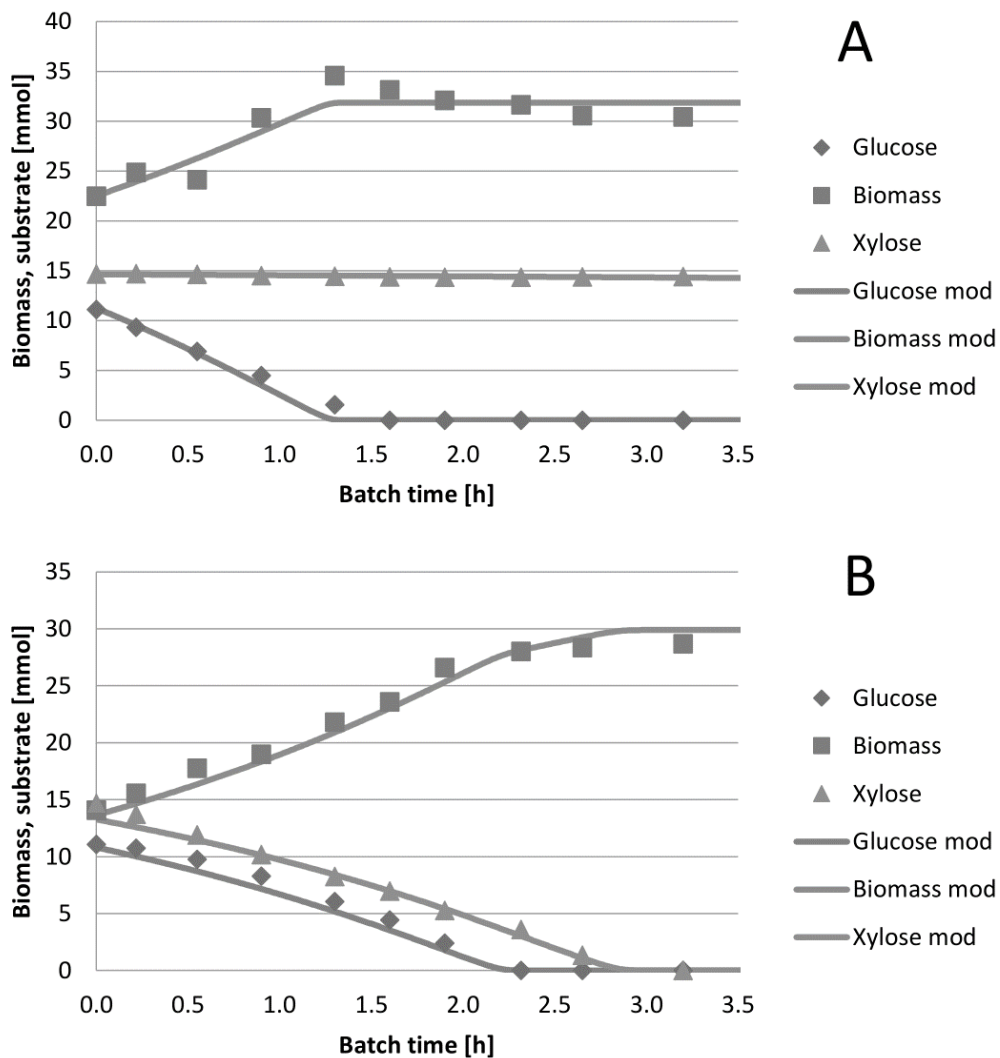 A
Biomass, substrate [mmol]
40
35
30
25
20
15
10
5
0
0.0 0.5 1.0 1.5 2.0 2.5 3.0 3.5
Batch time [h]
Glucose
Biomass
Xylose
Glucose mod
Biomass mod
Xylose mod
B
Biomass, substrate [mmol]
35
30
25
20
15
10
5
0
0.0 0.5 1.0 1.5 2.0 2.5 3.0 3.5
Batch time [h]
Glucose
Biomass
Xylose
Glucose mod
Biomass mod
Xylose mod